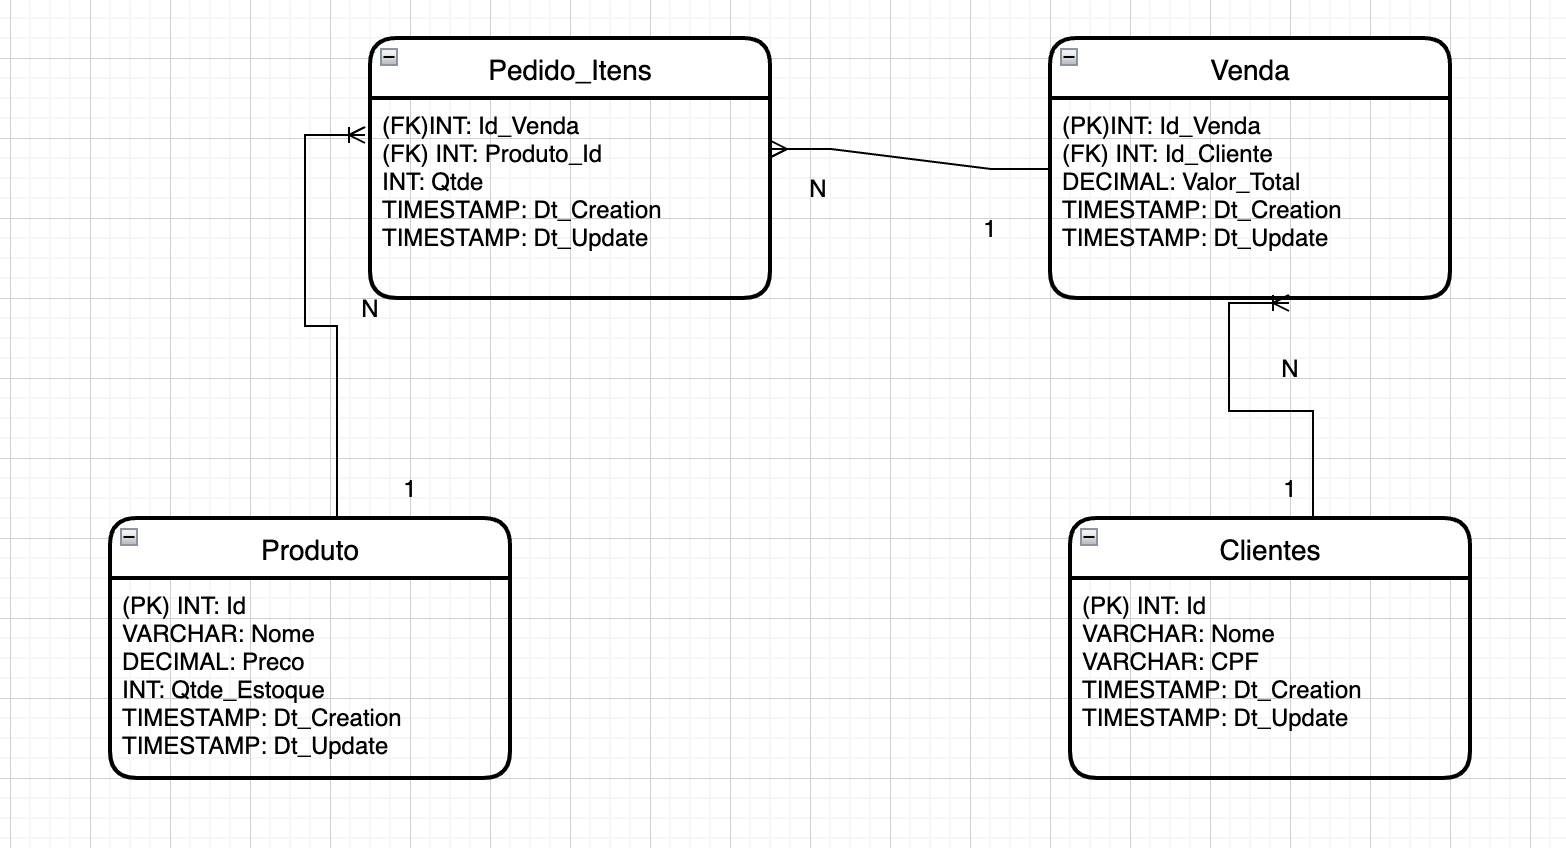 Pedido_Itens
(FK)INT: Id_Venda
(FK) INT: Produto_Id
INT: Qtde
TIMESTAMP: Dt_Creation
TIMESTAMP: Dt_Update
Venda
(PK)INT: Id_Venda
(FK) INT: Id_Cliente
DECIMAL: Valor_Total
TIMESTAMP: Dt_Creation
TIMESTAMP: Dt_Update
N
1
N
N
1
1
Produto
(PK) INT: Id
VARCHAR: Nome
DECIMAL: Preco
INT: Qtde_Estoque
TIMESTAMP: Dt_Creation
TIMESTAMP: Dt_Update
Clientes
(PK) INT: Id
VARCHAR: Nome
VARCHAR: CPF
TIMESTAMP: Dt_Creation
TIMESTAMP: Dt_Update